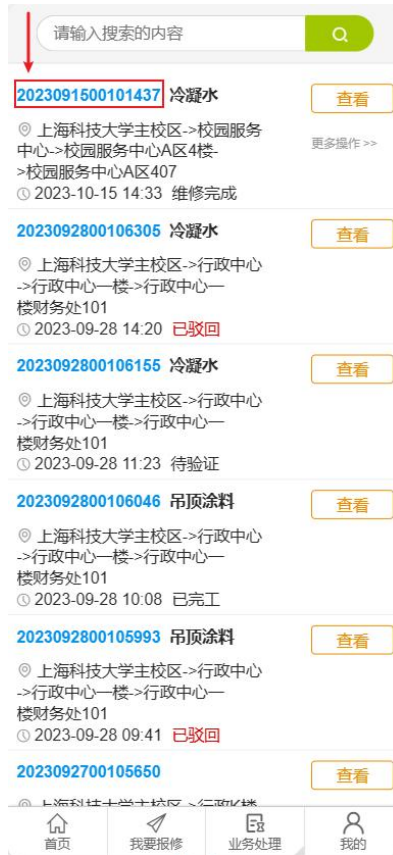 请输入搜索的内容
2023091500101437 冷凝水
查看
上海科技大学主校区->校园服务
中心->校园服务中心A区4楼-
>校园服务中心A区407
更多操作 >>
2023-10-15 14:33 维修完成
2023092800106305 冷凝水
查看
上海科技大学主校区->行政中心
->行政中心一楼->行政中心一
楼财务处101
2023-09-28 14:20 已驳回
2023092800106155 冷凝水
查看
上海科技大学主校区->行政中心
->行政中心一楼->行政中心一
楼财务处101
2023-09-28 11:23 待验证
2023092800106046 吊顶涂料
查看
上海科技大学主校区->行政中心
->行政中心一楼->行政中心一
楼财务处101
2023-09-28 10:08 已完工
2023092800105993 吊顶涂料
查看
上海科技大学主校区->行政中心
->行政中心一楼->行政中心一
楼财务处101
2023-09-28 09:41 已驳回
2023092700105650
查看
上海科技大学主校区->行政K楼
首页
我要报修
业务处理
我的